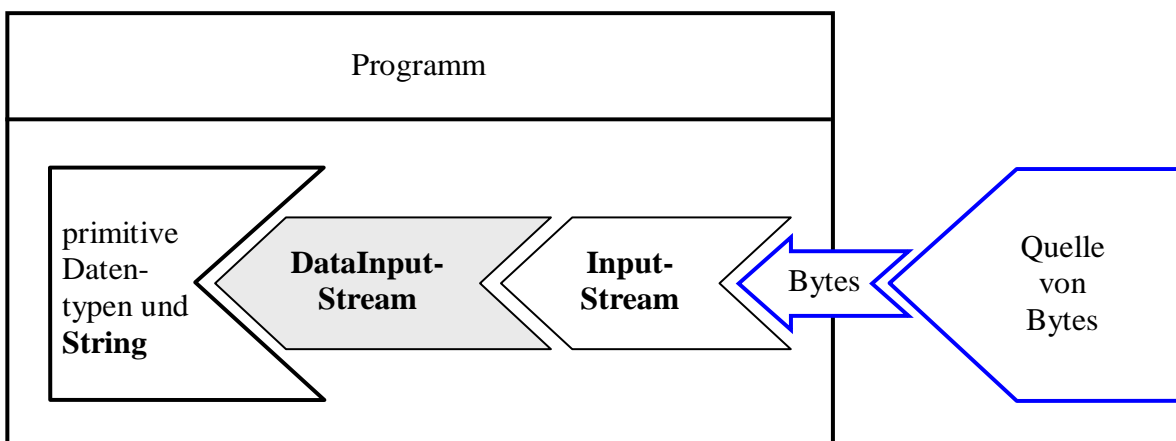 Programm
primitive
Daten-
typen und
String
DataInput-
Stream
Input-
Stream
Bytes
Quelle
von
Bytes